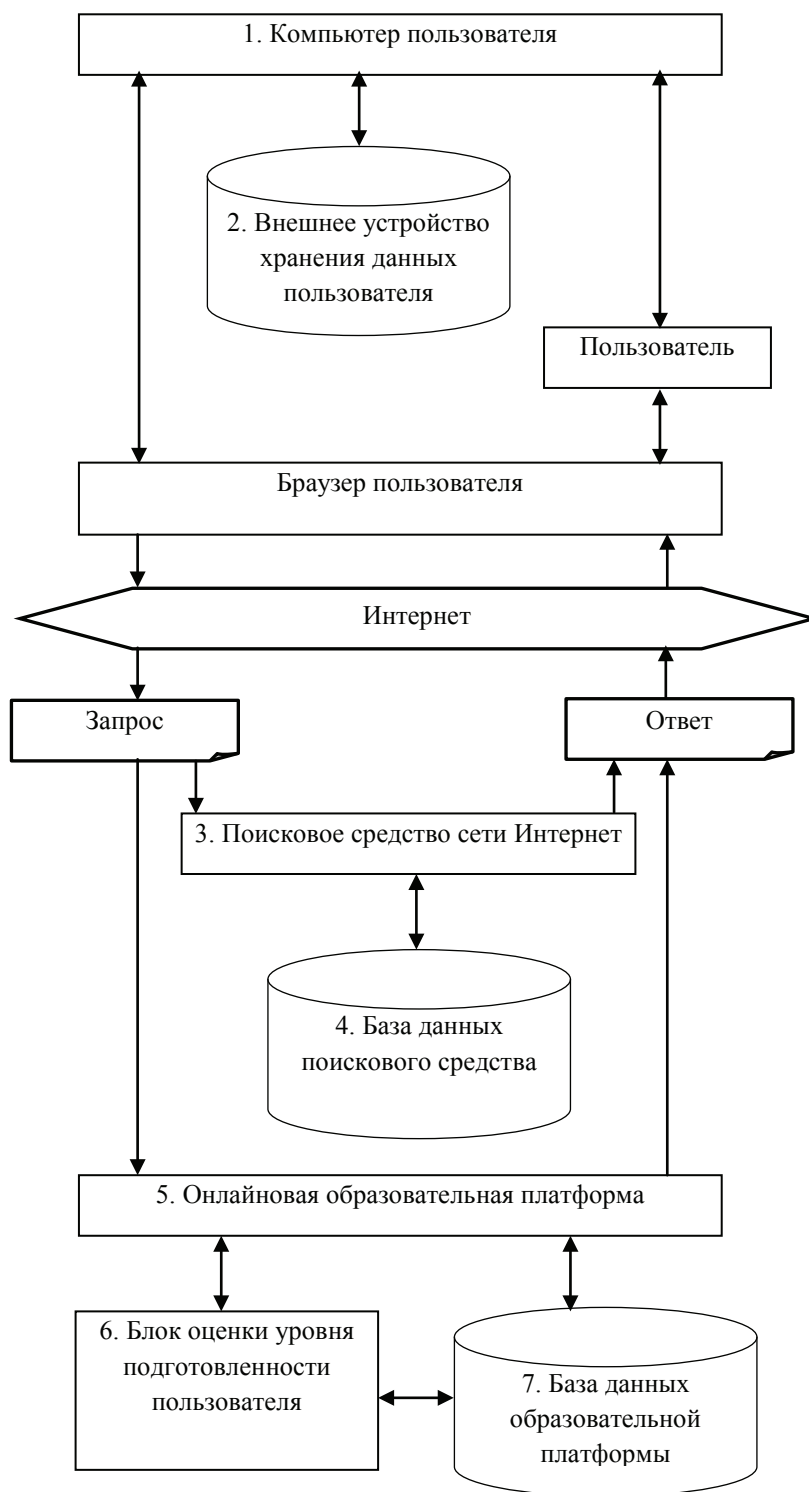 1. Компьютер пользователя
2. Внешнее устройство
хранения данных
пользователя
Пользователь
Браузер пользователя
Интернет
Запрос
Ответ
3. Поисковое средство сети Интернет
4. База данных
поискового средства
5. Онлайновая образовательная платформа
6. Блок оценки уровня
подготовленности
пользователя
7. База данных
образовательной
платформы